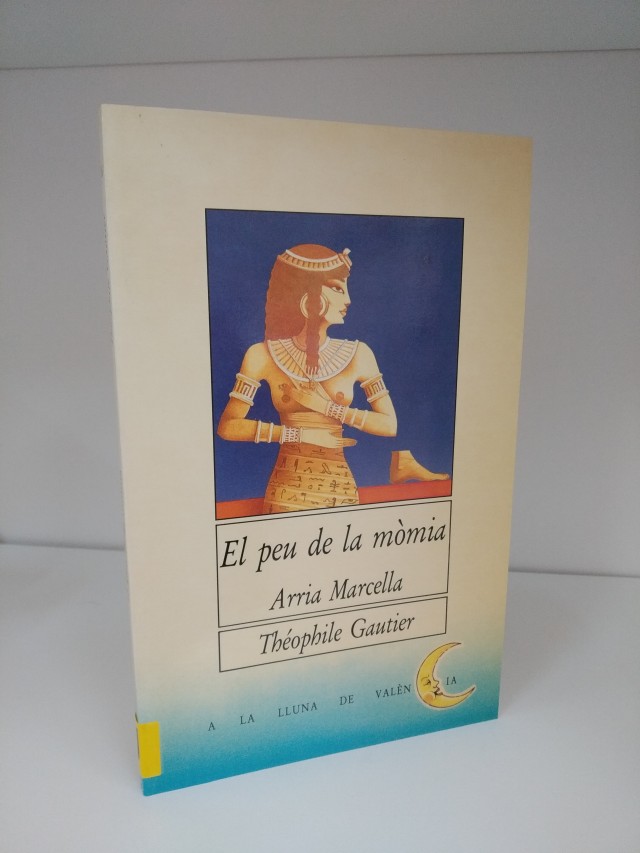 El peu de la mòmia
Arria Marcella
Théophile Gautier
A LA LLUNA DE VALÈNCIA